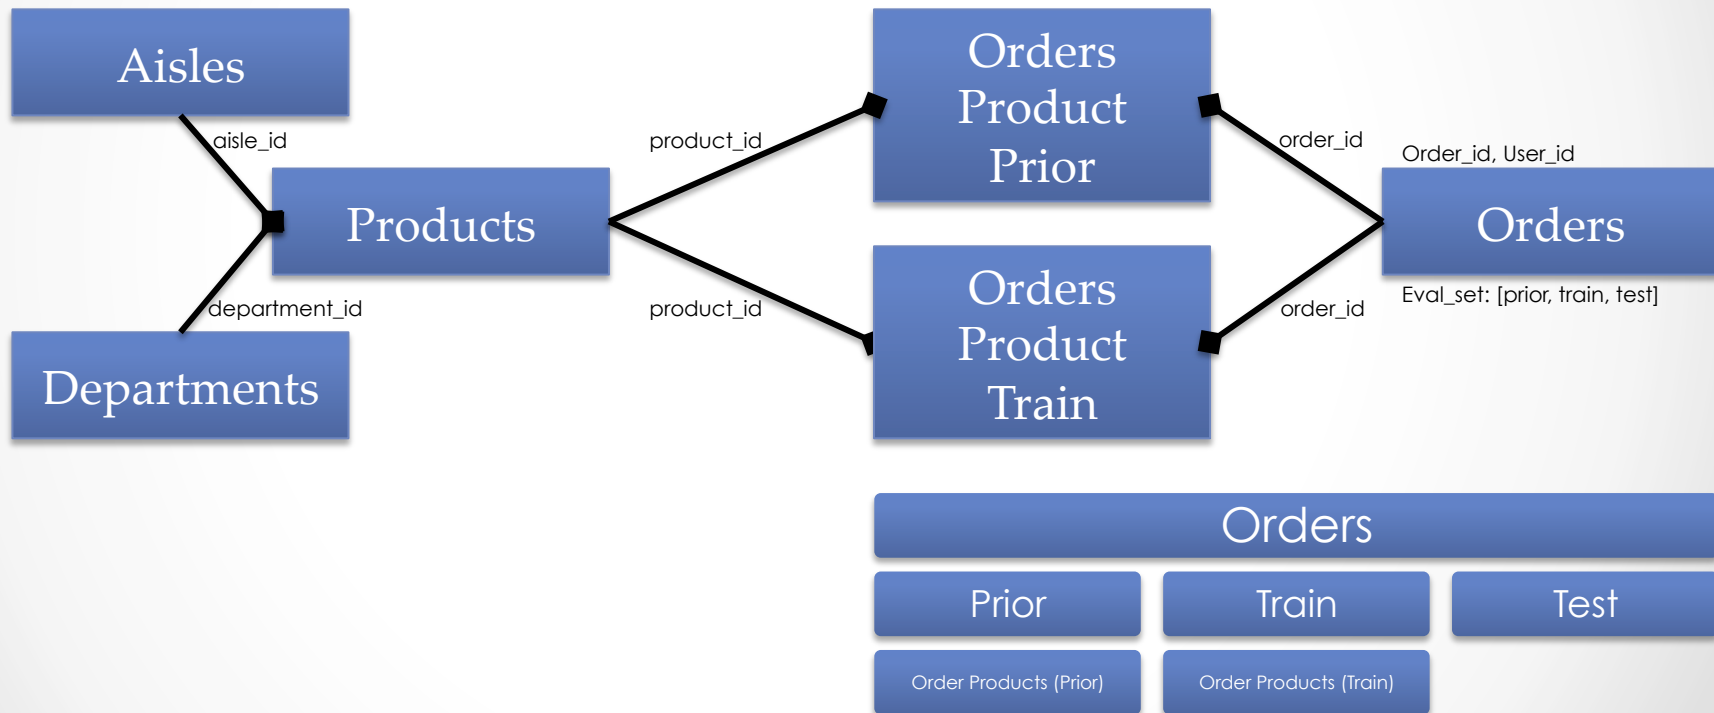 Aisles
aisle_id
Products
department_id
Departments
product_id
product_id
Orders
Product
Prior
Orders
Product
Train
order_id
order_id
Order_id, User_id
Orders
Eval_set: [prior, train, test]
Orders
Prior
Train
Test
Order Products (Prior)
Order Products (Train)